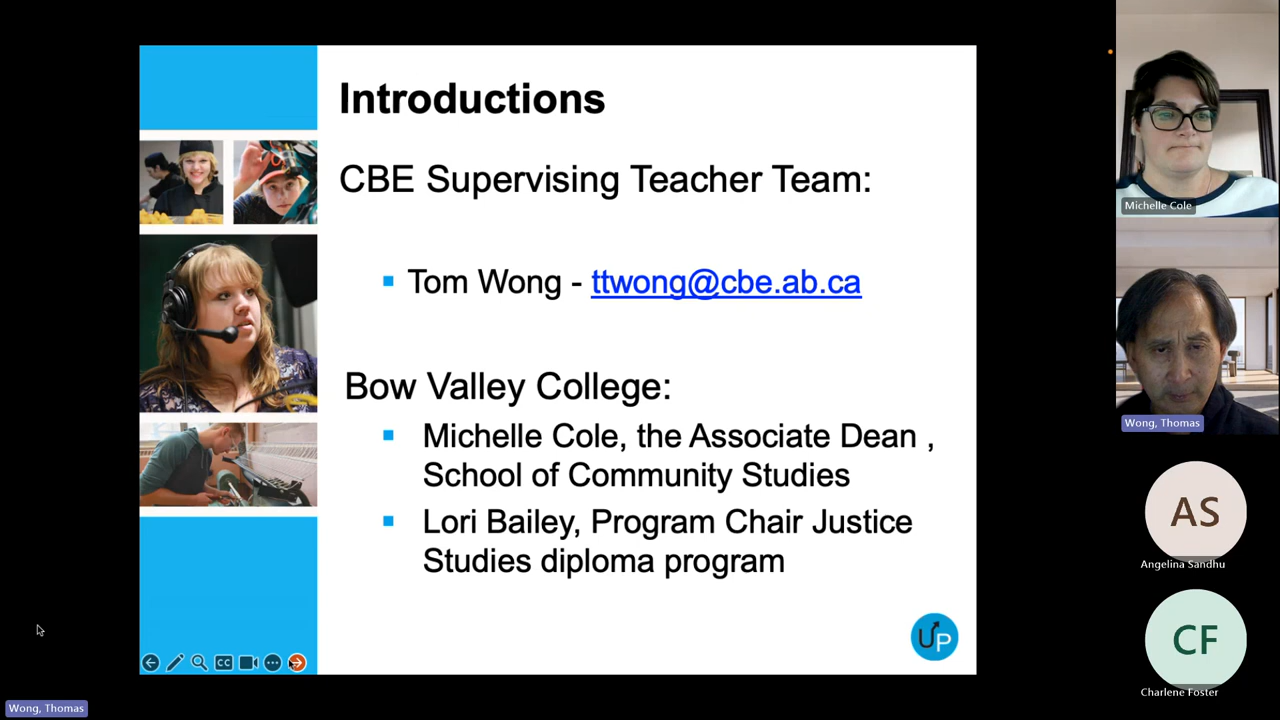 Introductions
CBE Supervising Teacher Team:
Tom Wong - ttwong@cbe.ab.ca
Bow Valley College:
Michelle Cole, the Associate Dean ,
School of Community Studies
Lori Bailey, Program Chair Justice
Studies diploma program
UP
CC
Wong, Thomas
Michelle Cole
Wong, Thomas
AS
Angelina Sandhu
CF
Charlene Foster